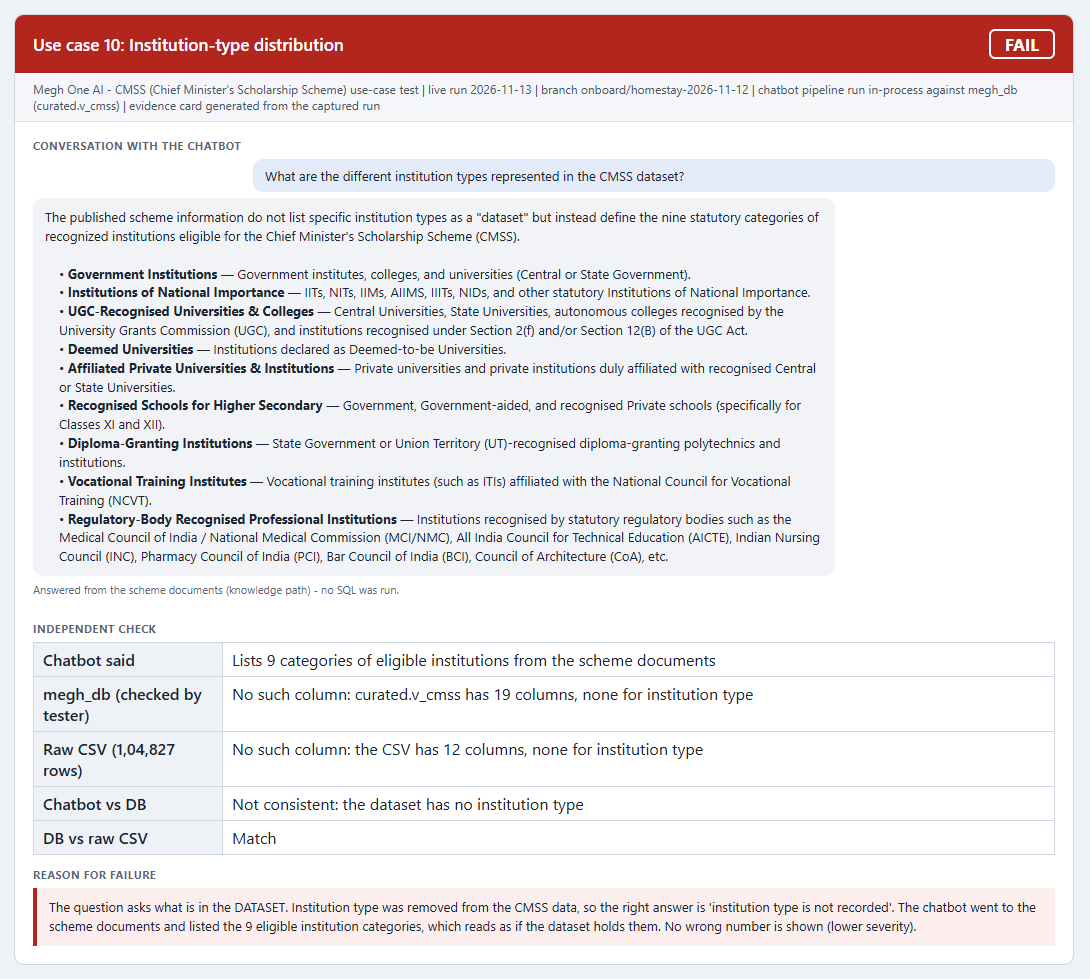 Use case 10: Institution-type distribution
FAIL
Megh One AI - CMSS (Chief Minister's Scholarship Scheme) use-case test | live run 2026-11-13 | branch onboard/homestay-2026-11-12 | chatbot pipeline run in-process against megh_db
(curated.v_cmss) | evidence card generated from the captured run
CONVERSATION WITH THE CHATBOT
What are the different institution types represented in the CMSS dataset?
The published scheme information do not list specific institution types as a "dataset" but instead define the nine statutory categories of
recognized institutions eligible for the Chief Minister's Scholarship Scheme (CMSS).
• Government Institutions — Government institutes, colleges, and universities (Central or State Government).
• Institutions of National Importance — IITs, NITs, IIMs, AIIMS, IIITs, NIDs, and other statutory Institutions of National Importance.
• UGC-Recognised Universities & Colleges — Central Universities, State Universities, autonomous colleges recognised by the
University Grants Commission (UGC), and institutions recognised under Section 2(f) and/or Section 12(B) of the UGC Act.
• Deemed Universities — Institutions declared as Deemed-to-be Universities.
• Affiliated Private Universities & Institutions — Private universities and private institutions duly affiliated with recognised Central
or State Universities.
• Recognised Schools for Higher Secondary — Government, Government-aided, and recognised Private schools (specifically for
Classes XI and XII).
• Diploma-Granting Institutions — State Government or Union Territory (UT)-recognised diploma-granting polytechnics and
institutions.
• Vocational Training Institutes — Vocational training institutes (such as ITIs) affiliated with the National Council for Vocational
Training (NCVT).
• Regulatory-Body Recognised Professional Institutions — Institutions recognised by statutory regulatory bodies such as the
Medical Council of India / National Medical Commission (MCI/NMC), All India Council for Technical Education (AICTE), Indian Nursing
Council (INC), Pharmacy Council of India (PCI), Bar Council of India (BCI), Council of Architecture (CoA), etc.
Answered from the scheme documents (knowledge path) - no SQL was run.
INDEPENDENT CHECK
Chatbot said
Lists 9 categories of eligible institutions from the scheme documents
megh_db (checked by
tester)
No such column: curated.v_cmss has 19 columns, none for institution type
Raw CSV (1,04,827
rows)
No such column: the CSV has 12 columns, none for institution type
Chatbot vs DB
Not consistent: the dataset has no institution type
DB vs raw CSV
Match
REASON FOR FAILURE
The question asks what is in the DATASET. Institution type was removed from the CMSS data, so the right answer is 'institution type is not recorded'. The chatbot went to the
scheme documents and listed the 9 eligible institution categories, which reads as if the dataset holds them. No wrong number is shown (lower severity).